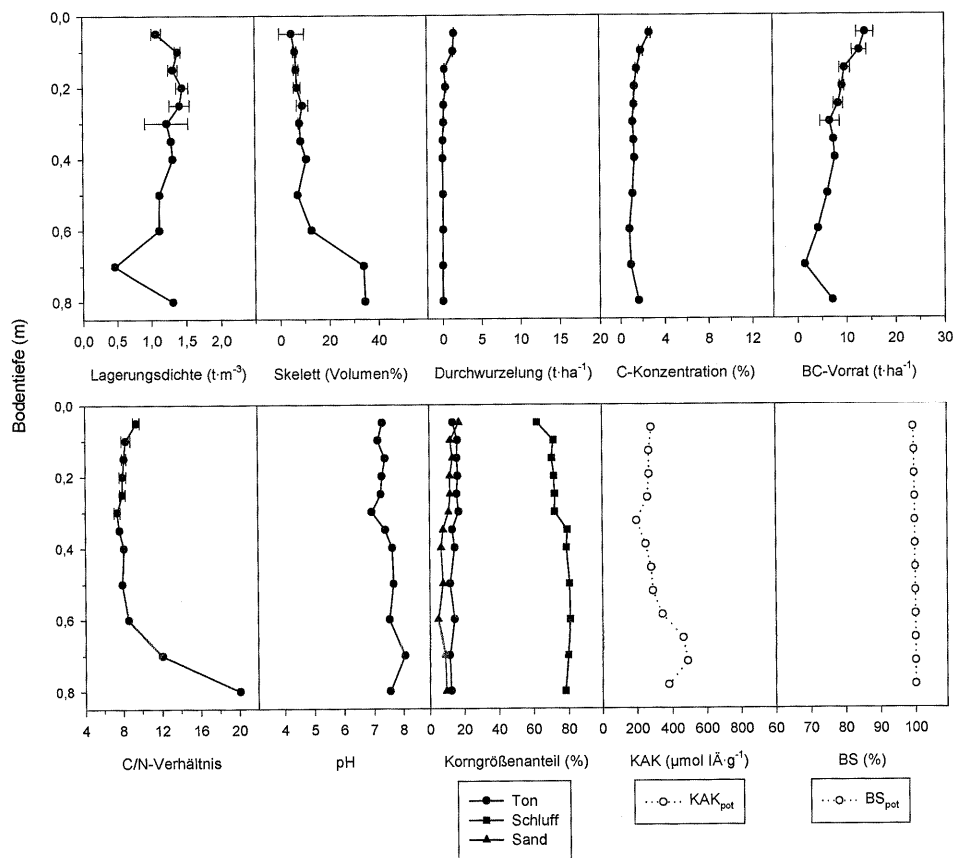 0,0
0,2
0,4
0,6
0,8
0,0 0,5 1,0 1,5 2,0
0 20 40
0 5 10 15 20
0 3 6 9 12
0 10 20 30
Lagerungsdichte (t·m⁻³)
Skelett (Volumen%)
Durchwurzelung (t·ha⁻¹)
C-Konzentration (%)
BC-Vorrat (t·ha⁻¹)
Bodentiefe (m)
0,0
0,2
0,4
0,6
0,8
4 8 12 16 20
4 5 6 7 8
0 20 40 60 80
0 200 400 600 800
60 70 80 90 100
C/N-Verhältnis
pH
Korngrößenanteil (%)
KAK (µmol IÄ·g⁻¹)
BS (%)
Ton
Schluff
Sand
KAKpot
BSpot